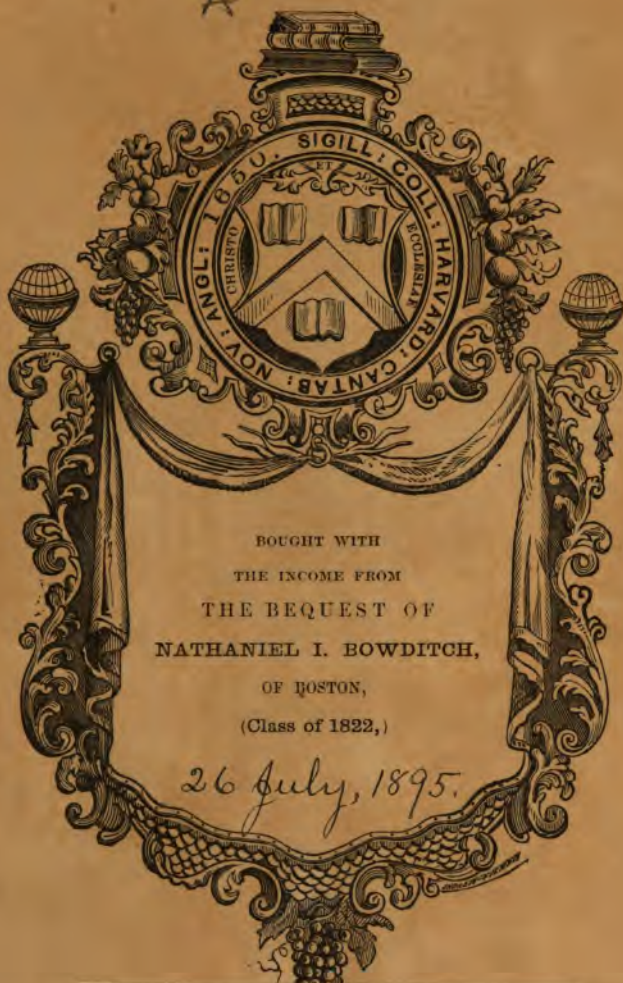 SIGILL: COLL: HARVARD: CANTAB: NOV: ANGL: 1650.
ET
CHRISTO
ECCLESIAE
BOUGHT WITH
THE INCOME FROM
THE BEQUEST OF
NATHANIEL I. BOWDITCH,
OF BOSTON,
(Class of 1822,)
26 July, 1895.